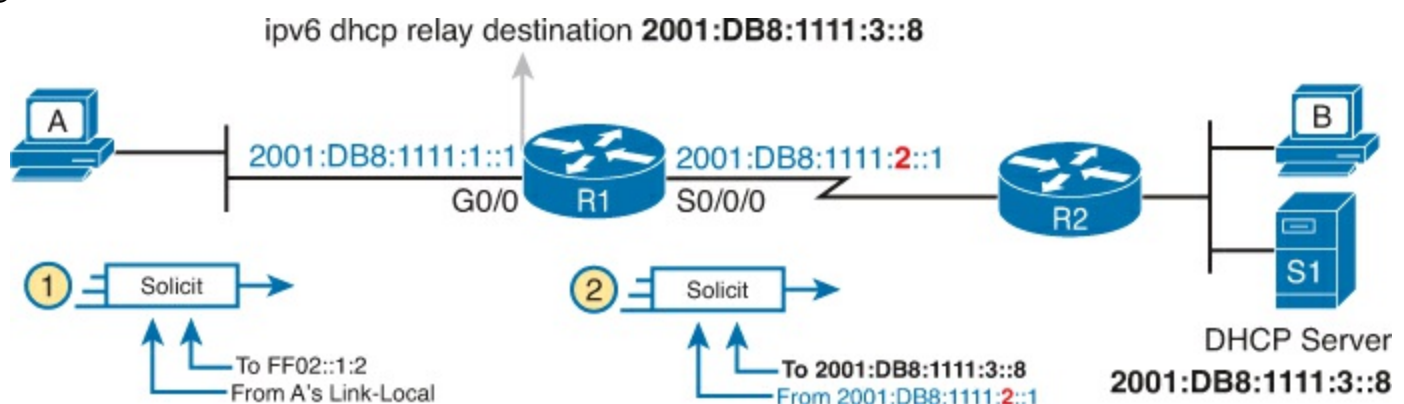 ipv6 dhcp relay destination 2001:DB8:1111:3::8
A
2001:DB8:1111:1::1
2001:DB8:1111:2::1
B
G0/0
R1
S0/0/0
R2
S1
1
Solicit
2
Solicit
To FF02::1:2
From A's Link-Local
To 2001:DB8:1111:3::8
From 2001:DB8:1111:2::1
DHCP Server
2001:DB8:1111:3::8